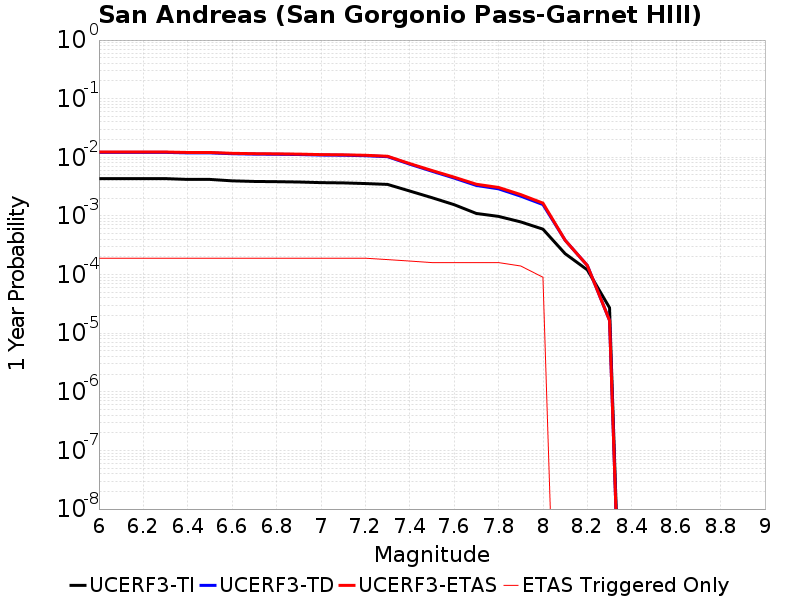 San Andreas (San Gorgonio Pass-Garnet HIll)
10^0
10^-1
10^-2
10^-3
10^-4
10^-5
10^-6
10^-7
10^-8
1 Year Probability
6 6.2 6.4 6.6 6.8 7 7.2 7.4 7.6 7.8 8 8.2 8.4 8.6 8.8 9
Magnitude
UCERF3-TI UCERF3-TD UCERF3-ETAS ETAS Triggered Only